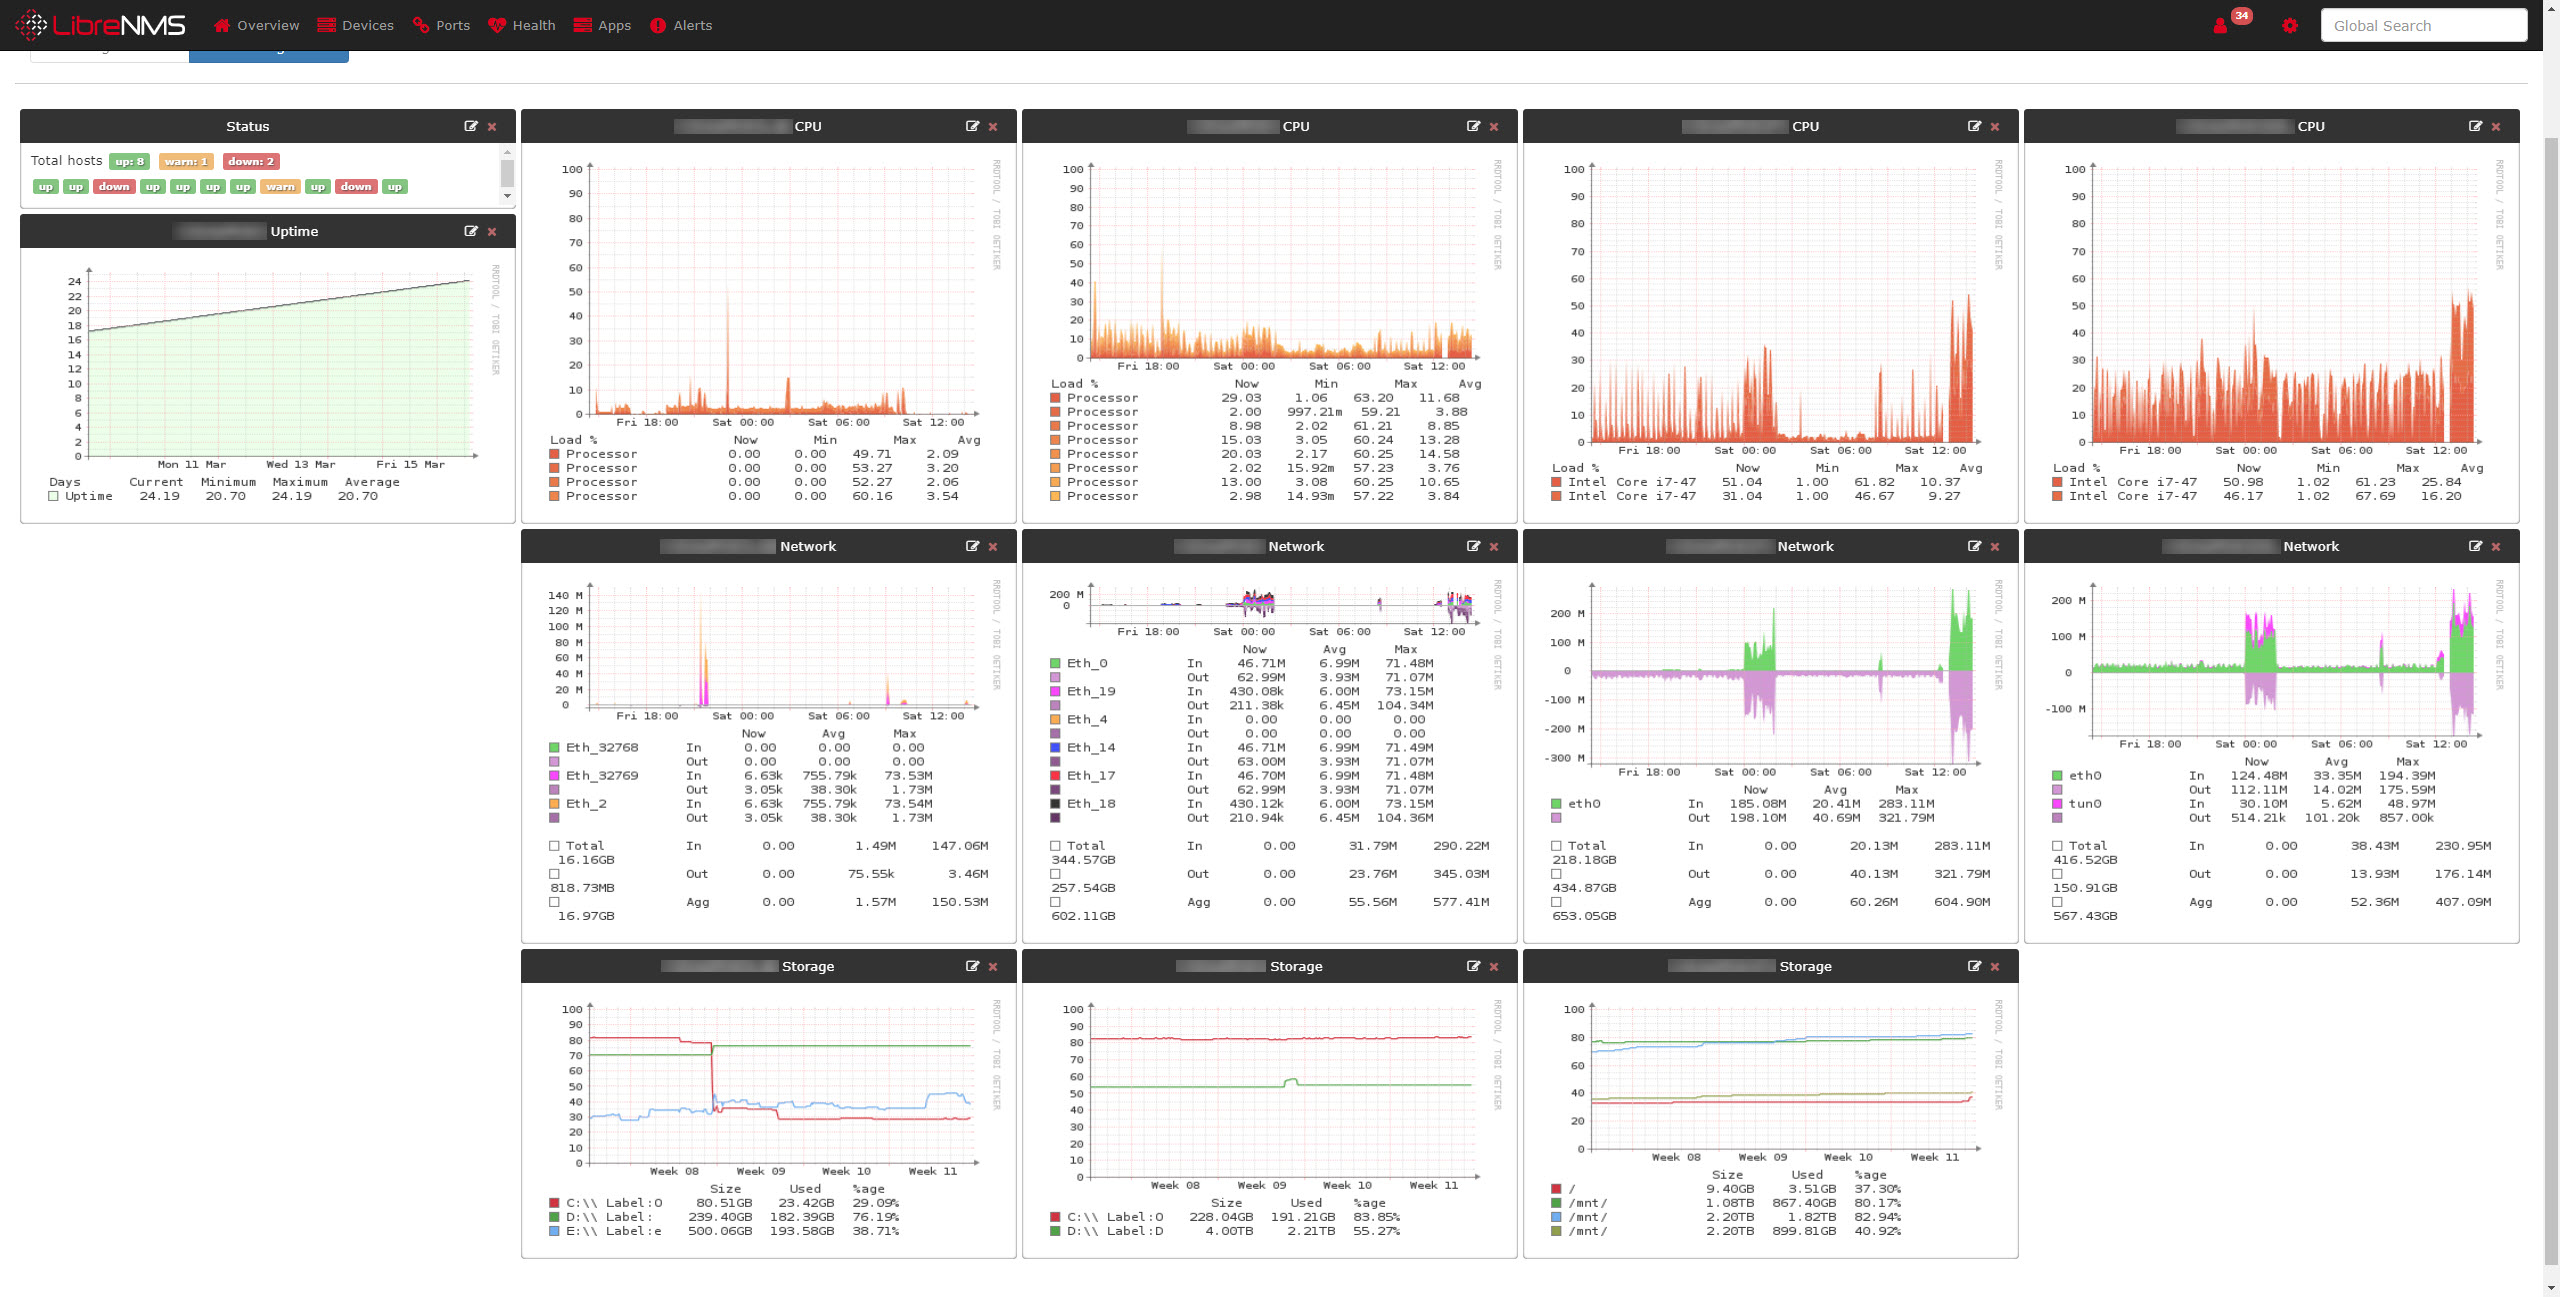 LibreNMS Overview Devices Ports Health Apps Alerts 34 Global Search
Status
Total hosts up: 8 warn: 1 down: 2
up up down up up up up warn up down up
Uptime
24
22
20
18
16
14
12
10
8
6
4
2
0
Mon 11 Mar Wed 13 Mar Fri 15 Mar
Days Current Minimum Maximum Average
Uptime 24.19 20.70 24.19 20.70
RRDTOOL / TOBI OETIKER
CPU
100
90
80
70
60
50
40
30
20
10
0
Fri 18:00 Sat 00:00 Sat 06:00 Sat 12:00
Load % Now Min Max Avg
Processor 0.00 0.00 49.71 2.09
Processor 0.00 0.00 53.27 3.20
Processor 0.00 0.00 52.27 2.06
Processor 0.00 0.00 60.16 3.54
RRDTOOL / TOBI OETIKER
CPU
100
90
80
70
60
50
40
30
20
10
0
Fri 18:00 Sat 00:00 Sat 06:00 Sat 12:00
Load % Now Min Max Avg
Processor 29.03 1.06 63.20 11.68
Processor 2.00 997.21m 59.21 3.88
Processor 8.98 2.02 61.21 8.85
Processor 15.03 3.05 60.24 13.28
Processor 20.03 2.17 60.25 14.58
Processor 2.02 15.92m 57.23 3.76
Processor 13.00 3.08 60.25 10.65
Processor 2.98 14.93m 57.22 3.84
RRDTOOL / TOBI OETIKER
CPU
100
90
80
70
60
50
40
30
20
10
0
Fri 18:00 Sat 00:00 Sat 06:00 Sat 12:00
Load % Now Min Max Avg
Intel Core i7-47 51.04 1.00 61.82 10.37
Intel Core i7-47 31.04 1.00 46.67 9.27
RRDTOOL / TOBI OETIKER
CPU
100
90
80
70
60
50
40
30
20
10
0
Fri 18:00 Sat 00:00 Sat 06:00 Sat 12:00
Load % Now Min Max Avg
Intel Core i7-47 50.98 1.02 61.23 25.84
Intel Core i7-47 46.17 1.02 67.69 16.20
RRDTOOL / TOBI OETIKER
Network
140 M
120 M
100 M
80 M
60 M
40 M
20 M
0
Fri 18:00 Sat 00:00 Sat 06:00 Sat 12:00
Now Avg Max
Eth_32768 In 0.00 0.00 0.00
Out 0.00 0.00 0.00
Eth_32769 In 6.63k 755.79k 73.53M
Out 3.05k 38.30k 1.73M
Eth_2 In 6.63k 755.79k 73.54M
Out 3.05k 38.30k 1.73M
Total In 0.00 1.49M 147.06M
16.16GB
Out 0.00 75.55k 3.46M
818.73MB
Agg 0.00 1.57M 150.53M
16.97GB
RRDTOOL / TOBI OETIKER
Network
200 M
0
Fri 18:00 Sat 00:00 Sat 06:00 Sat 12:00
Now Avg Max
Eth_0 In 46.71M 6.99M 71.48M
Out 62.99M 3.93M 71.07M
Eth_19 In 430.08k 6.00M 73.15M
Out 211.38k 6.45M 104.34M
Eth_4 In 0.00 0.00 0.00
Out 0.00 0.00 0.00
Eth_14 In 46.71M 6.99M 71.49M
Out 63.00M 3.93M 71.07M
Eth_17 In 46.70M 6.99M 71.48M
Out 62.99M 3.93M 71.07M
Eth_18 In 430.12k 6.00M 73.15M
Out 210.94k 6.45M 104.36M
Total In 0.00 31.79M 290.22M
344.57GB
Out 0.00 23.76M 345.03M
257.54GB
Agg 0.00 55.56M 577.41M
602.11GB
RRDTOOL / TOBI OETIKER
Network
200 M
100 M
0
-100 M
-200 M
-300 M
Fri 18:00 Sat 00:00 Sat 06:00 Sat 12:00
Now Avg Max
eth0 In 185.08M 20.41M 283.11M
Out 198.10M 40.69M 321.79M
Total In 0.00 20.13M 283.11M
218.18GB
Out 0.00 40.13M 321.79M
434.87GB
Agg 0.00 60.26M 604.90M
653.05GB
RRDTOOL / TOBI OETIKER
Network
200 M
100 M
0
-100 M
Fri 18:00 Sat 00:00 Sat 06:00 Sat 12:00
Now Avg Max
eth0 In 124.48M 33.35M 194.39M
Out 112.11M 14.02M 175.59M
tun0 In 30.10M 5.62M 48.97M
Out 514.21k 101.20k 857.00k
Total In 0.00 38.43M 230.95M
416.52GB
Out 0.00 13.93M 176.14M
150.91GB
Agg 0.00 52.36M 407.09M
567.43GB
RRDTOOL / TOBI OETIKER
Storage
100
90
80
70
60
50
40
30
20
10
0
Week 08 Week 09 Week 10 Week 11
Size Used %age
C:\\ Label:O 80.51GB 23.42GB 29.09%
D:\\ Label: 239.40GB 182.39GB 76.19%
E:\\ Label:e 500.06GB 193.58GB 38.71%
RRDTOOL / TOBI OETIKER
Storage
100
90
80
70
60
50
40
30
20
10
0
Week 08 Week 09 Week 10 Week 11
Size Used %age
C:\\ Label:O 228.04GB 191.21GB 83.85%
D:\\ Label:D 4.00TB 2.21TB 55.27%
RRDTOOL / TOBI OETIKER
Storage
100
80
60
40
20
0
Week 08 Week 09 Week 10 Week 11
Size Used %age
/ 9.40GB 3.51GB 37.30%
/mnt/ 1.08TB 867.40GB 80.17%
/mnt/ 2.20TB 1.82TB 82.94%
/mnt/ 2.20TB 899.81GB 40.92%
RRDTOOL / TOBI OETIKER